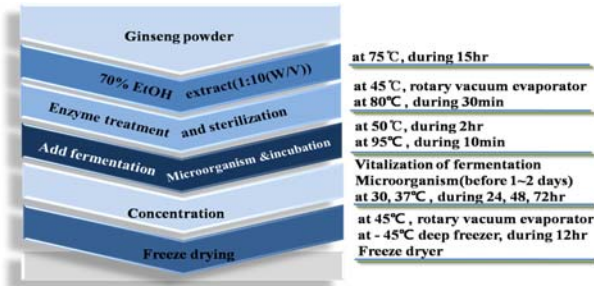 Ginseng powder
70% EtOH extract(1:10(W/V))
Enzyme treatment and sterilization
Add fermentation Microorganism &incubation
Concentration
Freeze drying
at 75℃, during 15hr
at 45℃, rotary vacuum evaporator
at 80℃, during 30min
at 50℃, during 2hr
at 95℃, during 10min
Vitalization of fermentation
Microorganism(before 1~2 days)
at 30, 37℃, during 24, 48, 72hr
at 45℃, rotary vacuum evaporator
at - 45℃ deep freezer, during 12hr
Freeze dryer